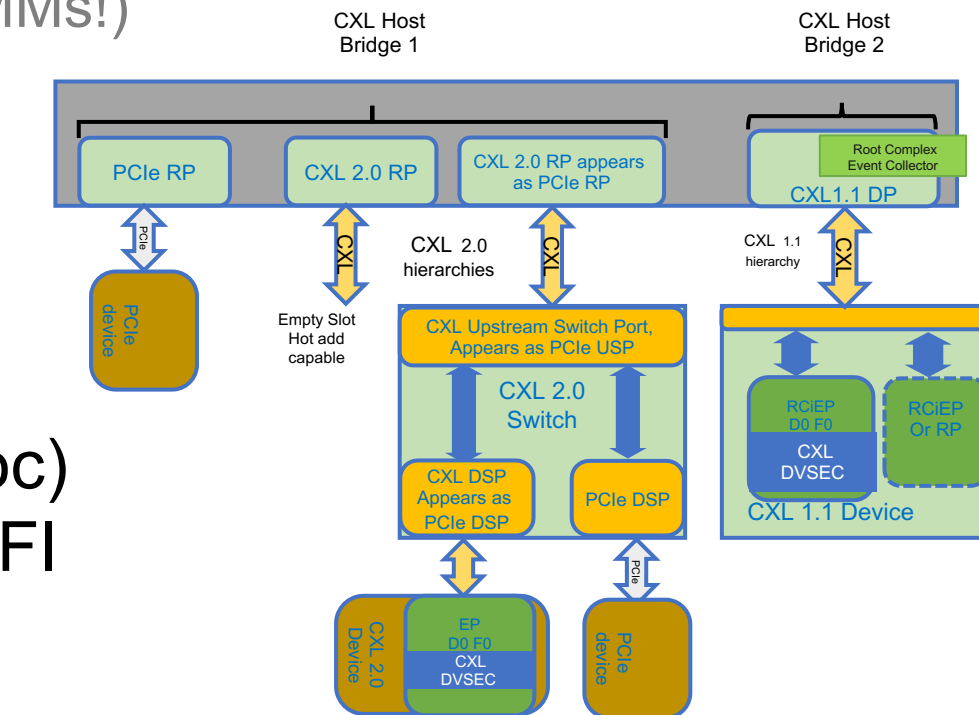 MMs!)
CXL Host
Bridge 1
CXL Host
Bridge 2
PCIe RP
CXL 2.0 RP
CXL 2.0 RP appears
as PCIe RP
Root Complex
Event Collector
CXL1.1 DP
PCIe
CXL
CXL 2.0
hierarchies
CXL
CXL 1.1
hierarchy
CXL
PCIe
device
Empty Slot
Hot add
capable
CXL Upstream Switch Port,
Appears as PCIe USP
CXL 2.0
Switch
CXL DSP
Appears as
PCIe DSP
PCIe DSP
RCiEP
D0 F0
CXL
DVSEC
RCiEP
Or RP
CXL 1.1 Device
oc)
FI
PCIe
CXL 2.0
Device
EP
D0 F0
CXL
DVSEC
PCIe
device